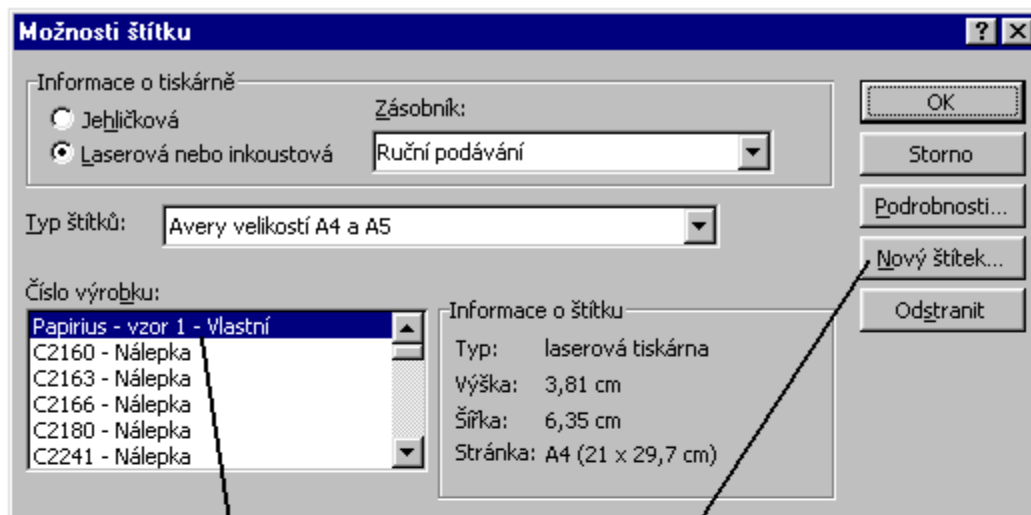 Možnosti štítku
Informace o tiskárně
Jehličková
Laserová nebo inkoustová
Zásobník:
Ruční podávání
OK
Storno
Podrobnosti...
Nový štítek...
Odstranit
Typ štítků:
Avery velikostí A4 a A5
Číslo výrobku:
Papirius - vzor 1 - Vlastní
C2160 - Nálepka
C2163 - Nálepka
C2166 - Nálepka
C2180 - Nálepka
C2241 - Nálepka
Informace o štítku
Typ: laserová tiskárna
Výška: 3,81 cm
Šířka: 6,35 cm
Stránka: A4 (21 x 29,7 cm)